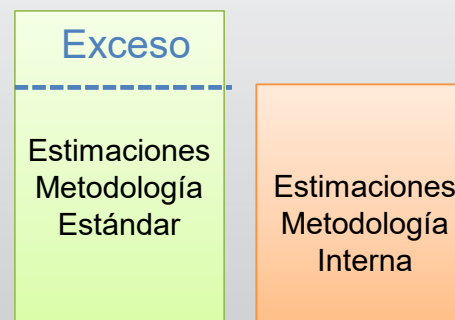 Exceso
Estimaciones
Metodología
Estándar
Estimaciones
Metodología
Interna